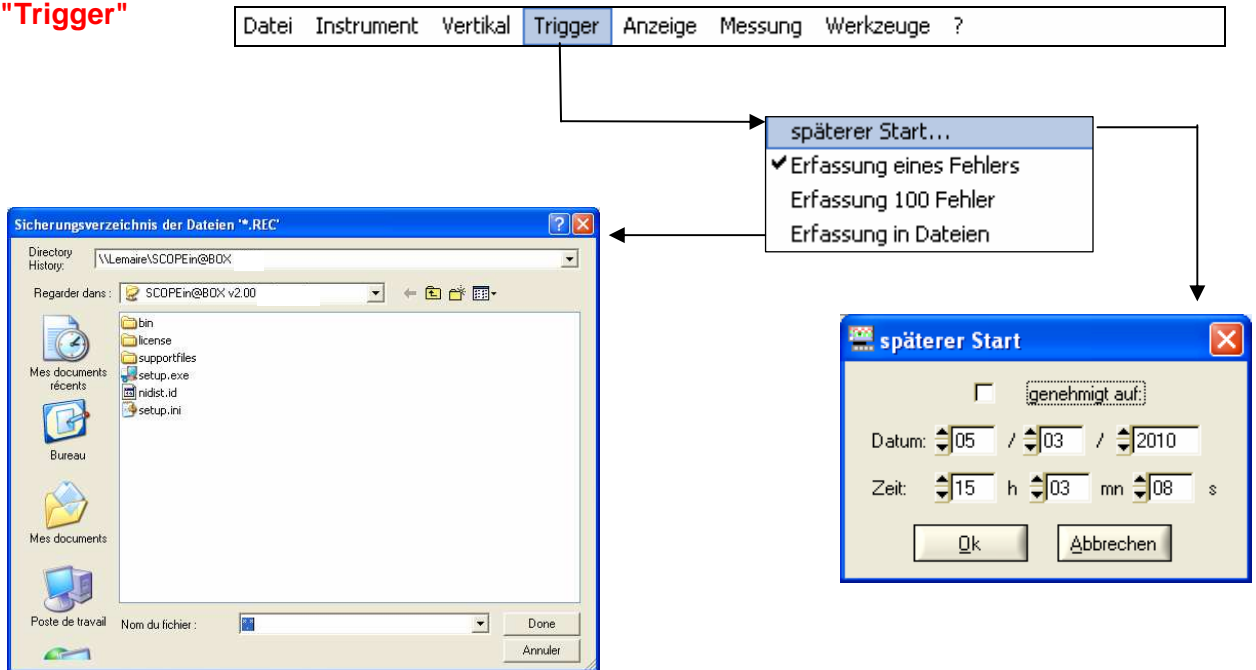 "Trigger"
Datei Instrument Vertikal Trigger Anzeige Messung Werkzeuge ?
späterer Start...
Erfassung eines Fehlers
Erfassung 100 Fehler
Erfassung in Dateien
Sicherungsverzeichnis der Dateien '*.REC'
Directory History: \\Lemaire\SCOPEin@BOX
Regarder dans : SCOPEin@BOX v2.00
bin
license
supportfiles
setup.exe
nidist.id
setup.ini
Mes documents récents
Bureau
Mes documents
Poste de travail
Nom du fichier :
Done
Annuler
späterer Start
genehmigt auf:
Datum: 05 / 03 / 2010
Zeit: 15 h 03 mn 08 s
Ok Abbrechen